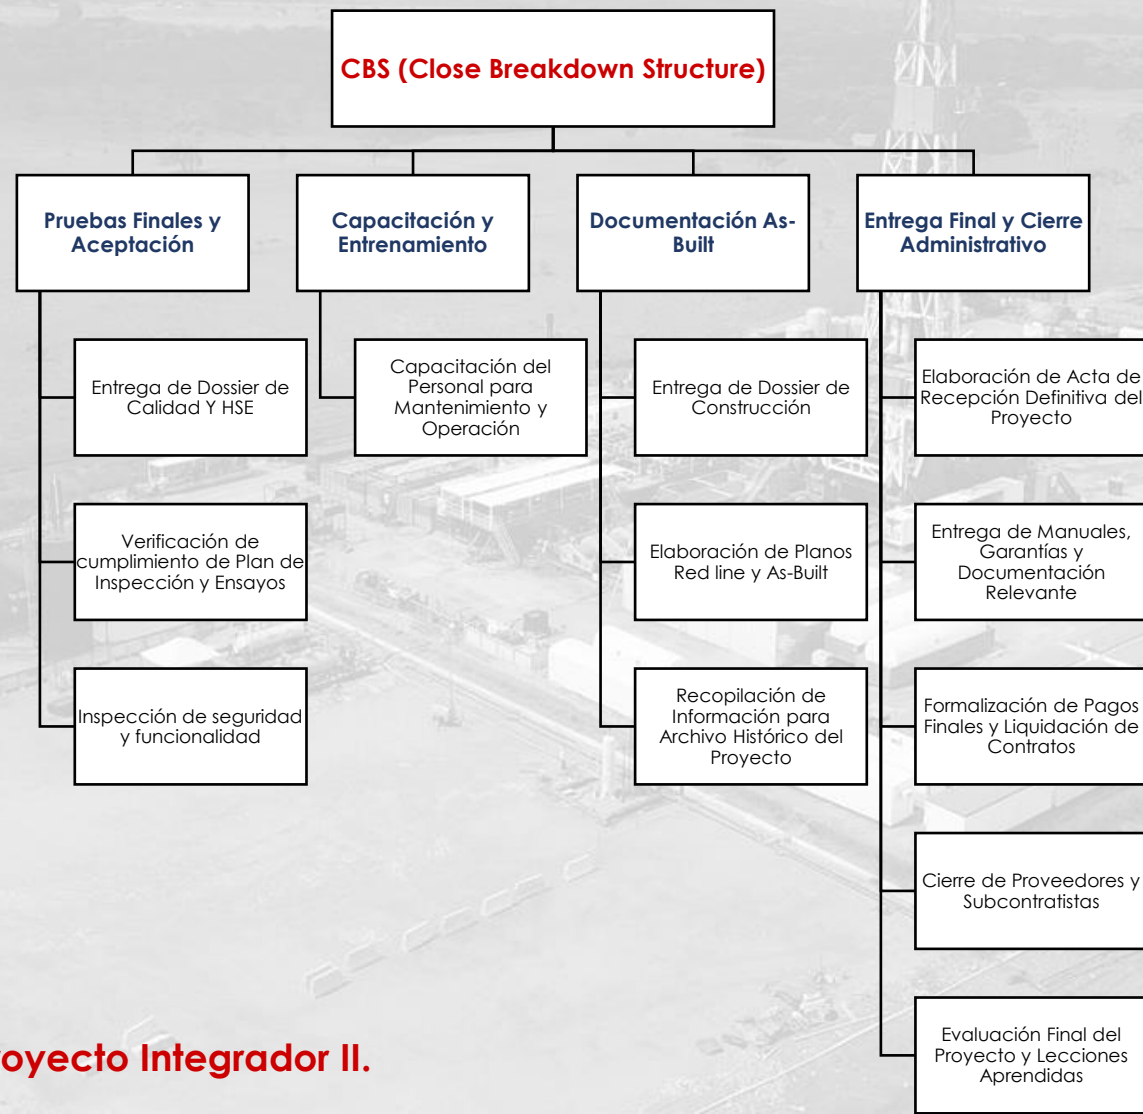 CBS (Close Breakdown Structure)
Pruebas Finales y
Aceptación
Entrega de Dossier de
Calidad Y HSE
Verificación de
cumplimiento de Plan de
Inspección y Ensayos
Inspección de seguridad
y funcionalidad
Capacitación y
Entrenamiento
Capacitación del
Personal para
Mantenimiento y
Operación
Documentación As-
Built
Entrega de Dossier de
Construcción
Elaboración de Planos
Red line y As-Built
Recopilación de
Información para
Archivo Histórico del
Proyecto
Entrega Final y Cierre
Administrativo
Elaboración de Acta de
Recepción Definitiva del
Proyecto
Entrega de Manuales,
Garantías y
Documentación
Relevante
Formalización de Pagos
Finales y Liquidación de
Contratos
Cierre de Proveedores y
Subcontratistas
Evaluación Final del
Proyecto y Lecciones
Aprendidas
royecto Integrador II.